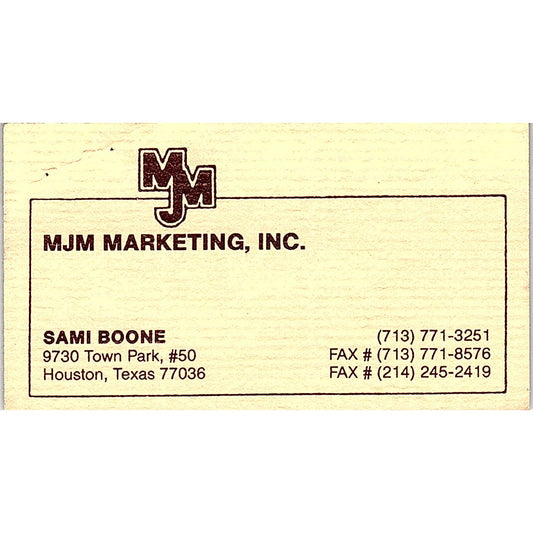 MJM
MJM MARKETING, INC.
SAMI BOONE
9730 Town Park, #50
Houston, Texas 77036
(713) 771-3251
FAX # (713) 771-8576
FAX # (214) 245-2419